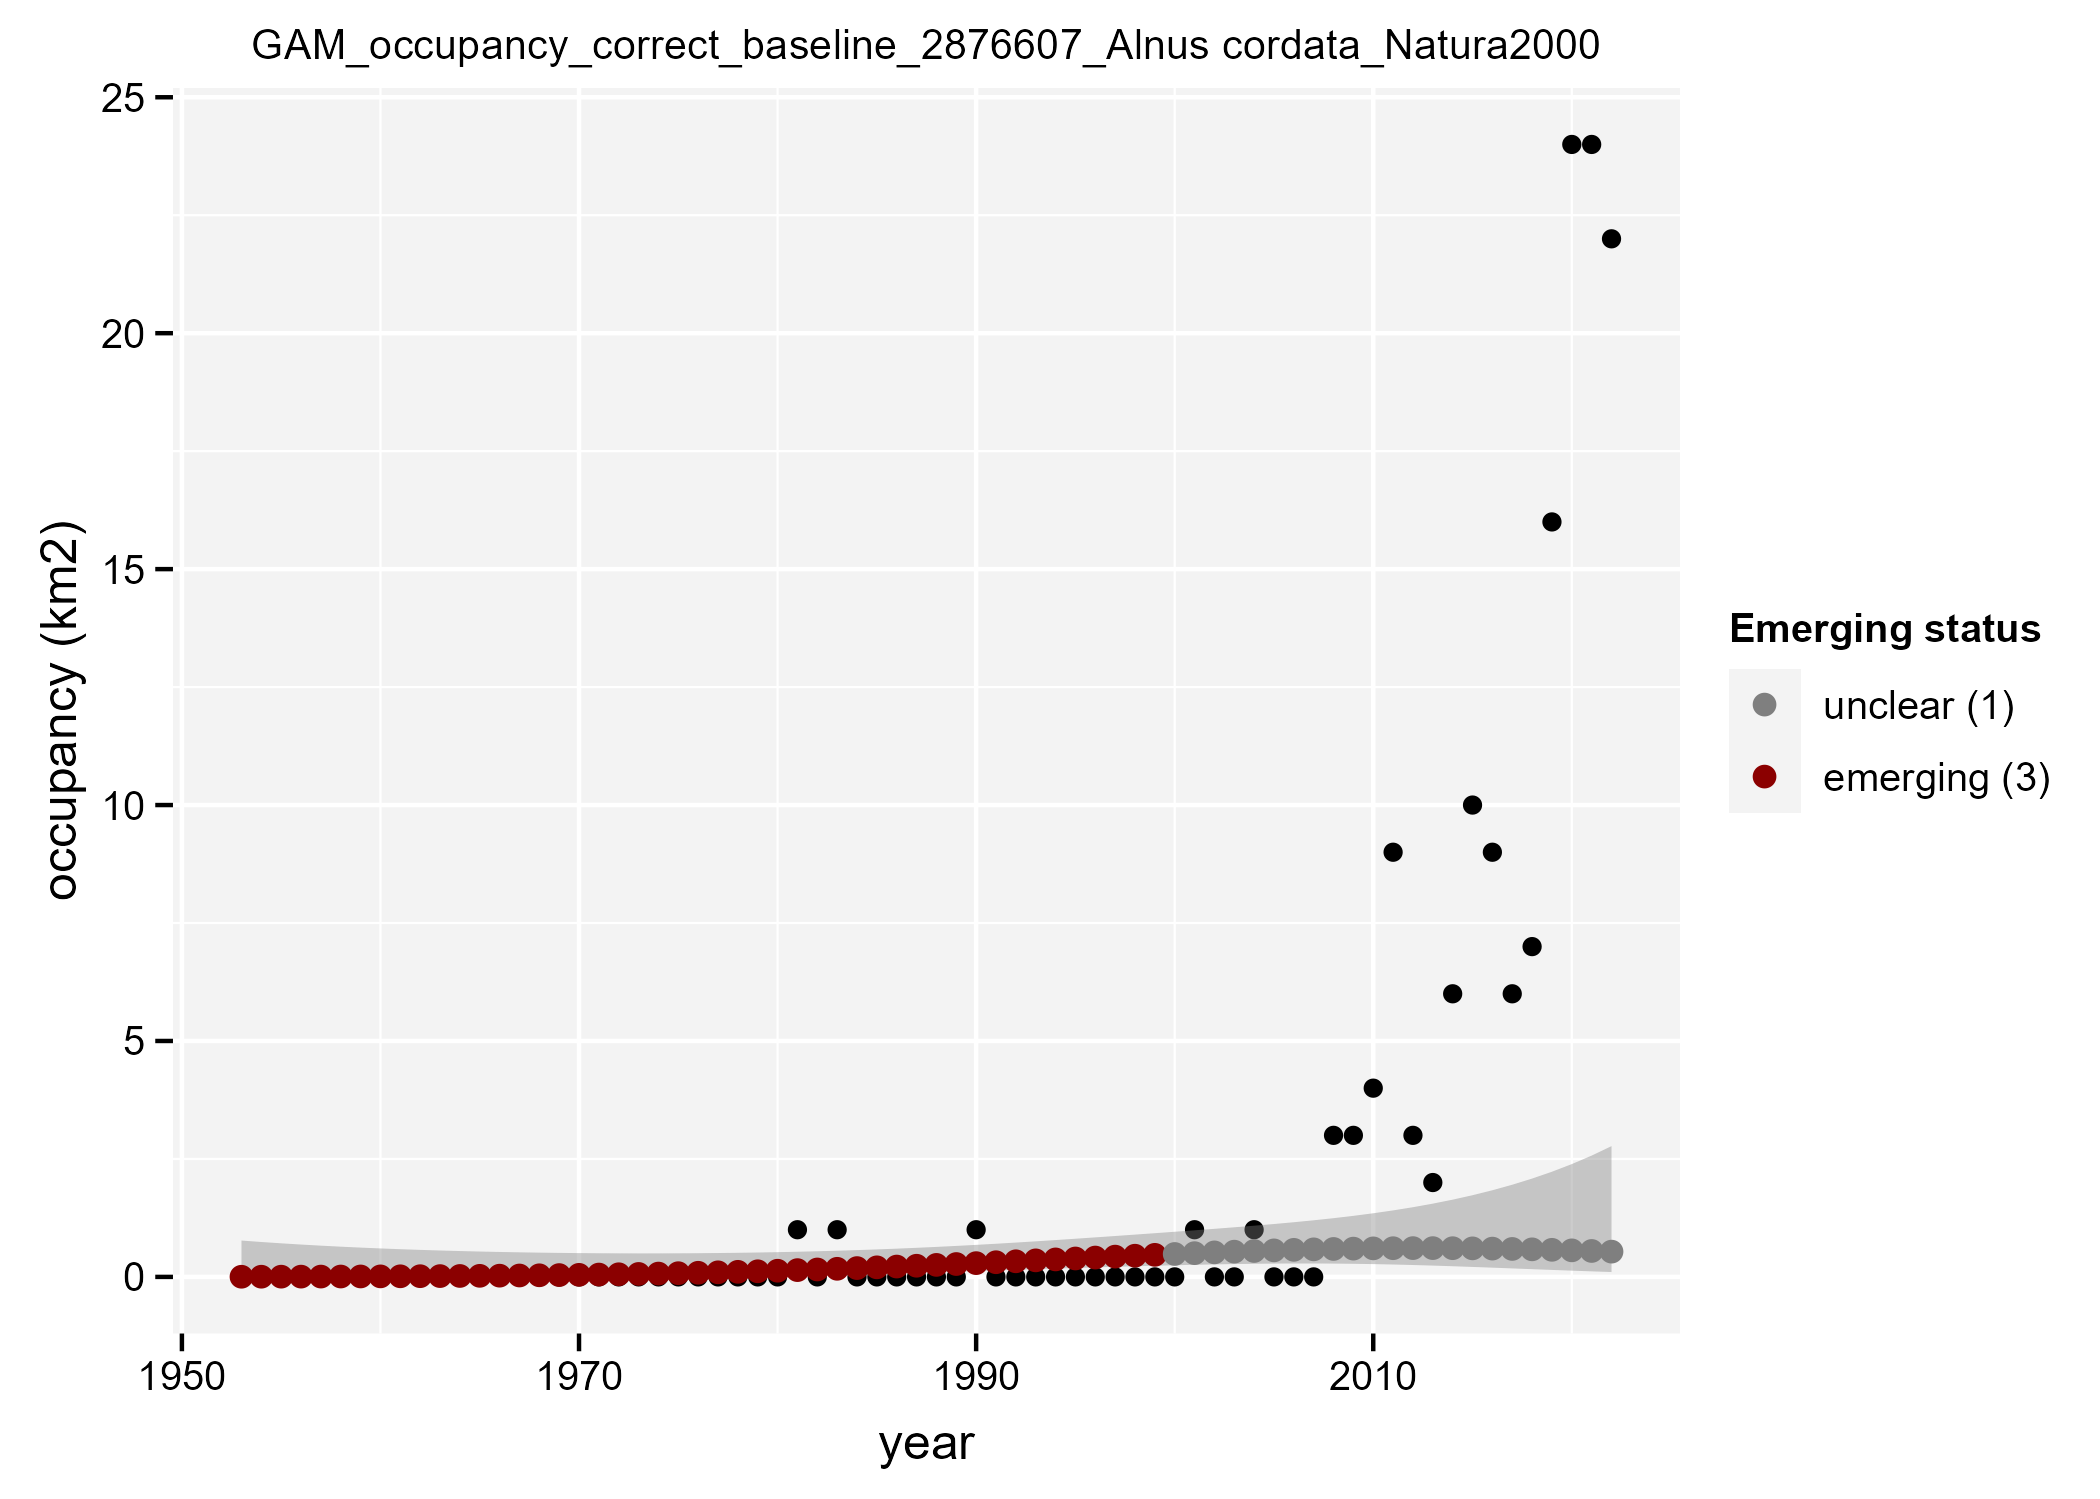 GAM_occupancy_correct_baseline_2876607_Alnus cordata_Natura2000
25
20
15
10
5
0
occupancy (km2)
1950 1970 1990 2010
year
Emerging status
unclear (1)
emerging (3)